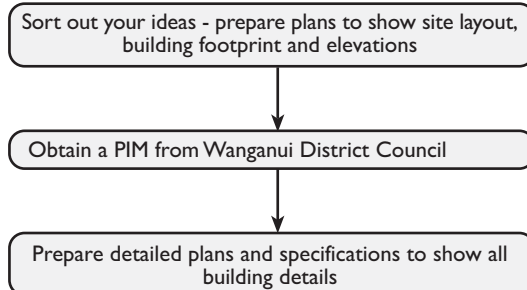 Sort out your ideas - prepare plans to show site layout,
building footprint and elevations
Obtain a PIM from Wanganui District Council
Prepare detailed plans and specifications to show all
building details